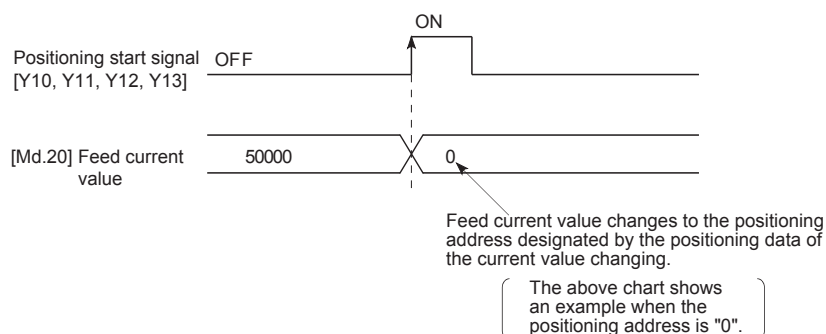 ON
Positioning start signal OFF
[Y10, Y11, Y12, Y13]
[Md.20] Feed current 50000 0
value
Feed current value changes to the positioning
address designated by the positioning data of
the current value changing.
The above chart shows
an example when the
positioning address is "0".